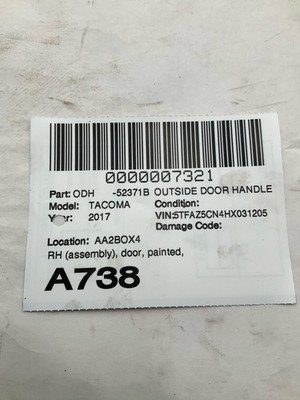 0000007321
Part: ODH -52371B OUTSIDE DOOR HANDLE
Model: TACOMA Condition:
Year: 2017 VIN:5TFAZ5CN4HX031205
Damage Code:
Location: AA2BOX4
RH (assembly), door, painted,
A738